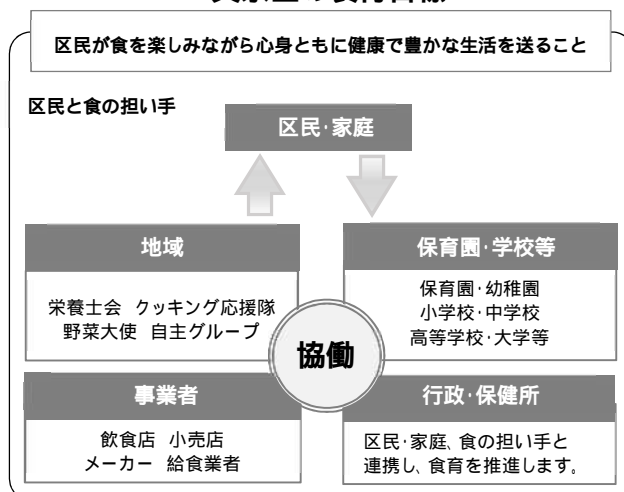 区民が食を楽しみながら心身ともに健康で豊かな生活を送ること
区民と食の担い手
区民・家庭
地域
栄養士会 クッキング応援隊
野菜大使 自主グループ
保育園・学校等
保育園・幼稚園
小学校・中学校
高等学校・大学等
協働
事業者
飲食店 小売店
メーカー 給食業者
行政・保健所
区民・家庭、食の担い手と
連携し、食育を推進します。